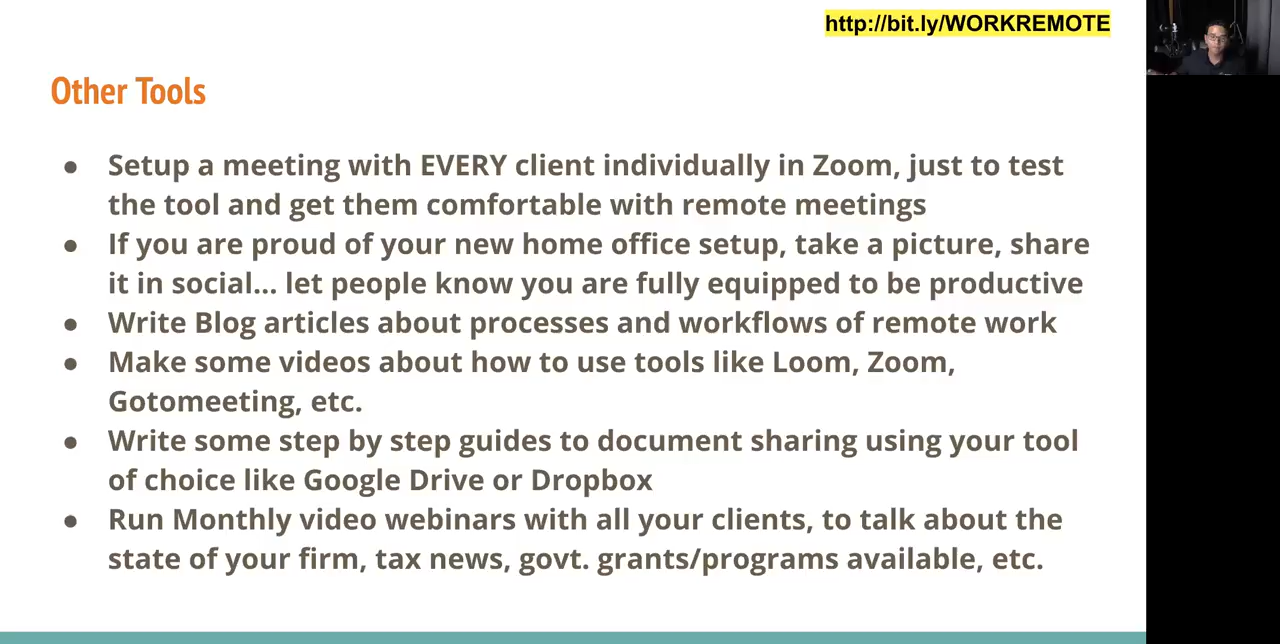 http://bit.ly/WORKREMOTE
Other Tools
● Setup a meeting with EVERY client individually in Zoom, just to test
the tool and get them comfortable with remote meetings
● If you are proud of your new home office setup, take a picture, share
it in social... let people know you are fully equipped to be productive
● Write Blog articles about processes and workflows of remote work
● Make some videos about how to use tools like Loom, Zoom,
Gotomeeting, etc.
● Write some step by step guides to document sharing using your tool
of choice like Google Drive or Dropbox
● Run Monthly video webinars with all your clients, to talk about the
state of your firm, tax news, govt. grants/programs available, etc.